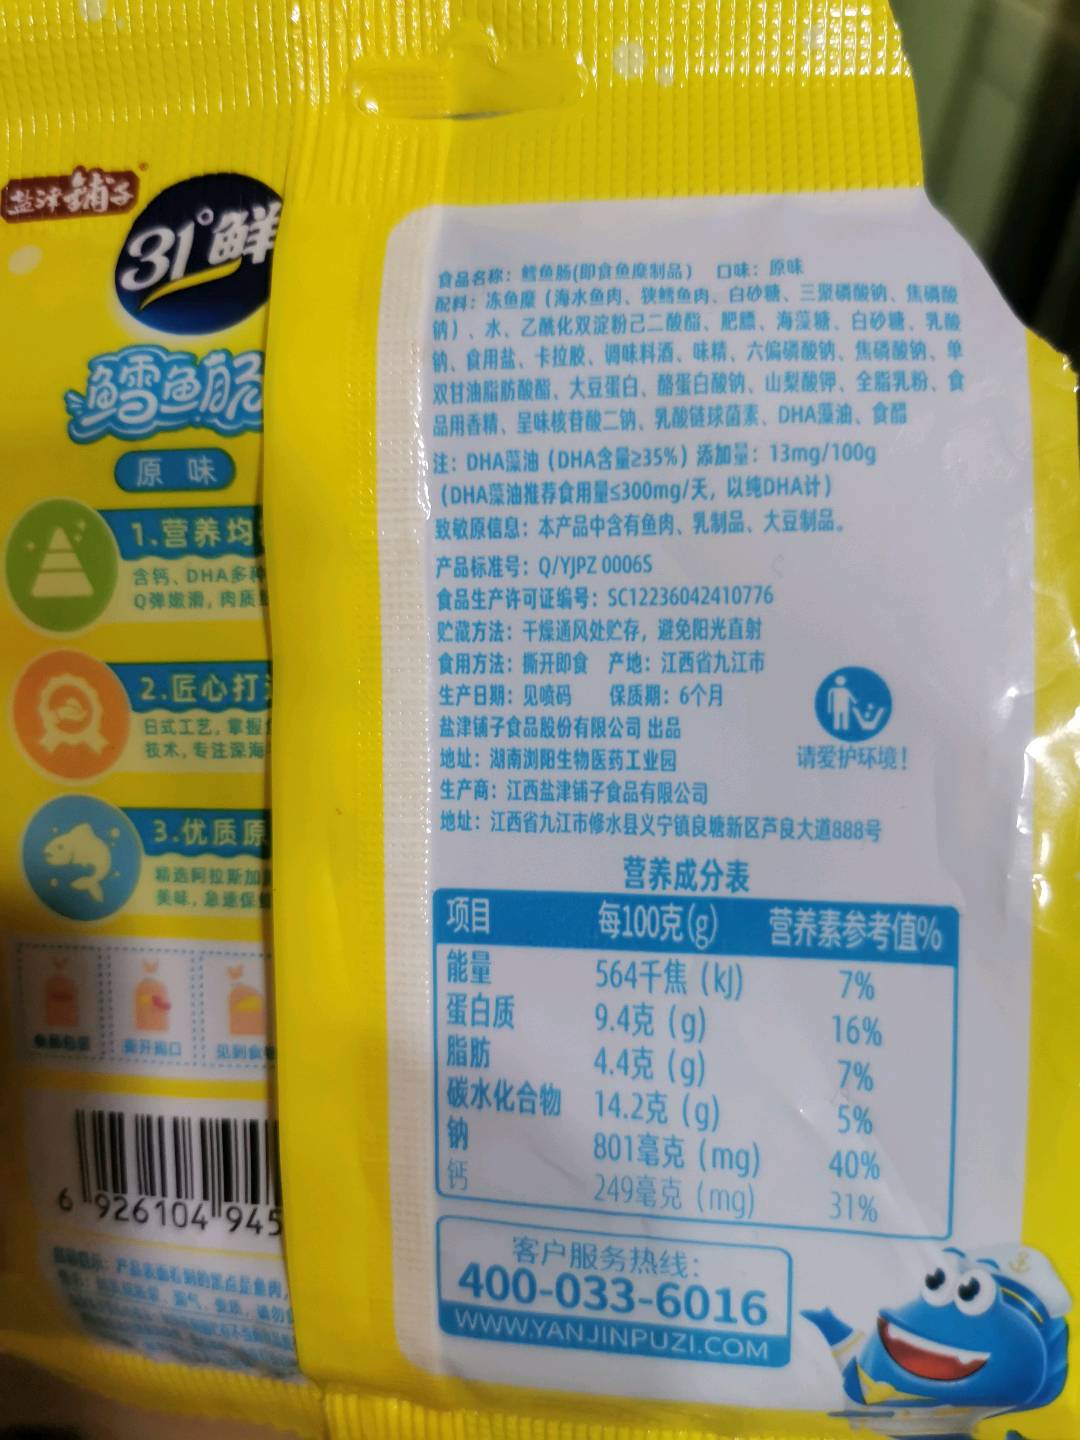 盐津铺子
31°鲜
鳕鱼肠
原味
1.营养均
含钙、DHA多种
Q弹嫩滑,肉质
2.匠心打
日式工艺,掌握
技术,专注深海
3.优质原
精选阿拉斯加
美味,急速保
撕开扁口
6 926104 945
食品名称：鳕鱼肠(即食鱼糜制品) 口味：原味
配料：冻鱼糜（海水鱼肉、狭鳕鱼肉、白砂糖、三聚磷酸钠、焦磷酸
钠）、水、乙酰化双淀粉己二酸酯、肥膘、海藻糖、白砂糖、乳酸
钠、食用盐、卡拉胶、调味料酒、味精、六偏磷酸钠、焦磷酸钠、单
双甘油脂肪酸酯、大豆蛋白、酪蛋白酸钠、山梨酸钾、全脂乳粉、食
品用香精、呈味核苷酸二钠、乳酸链球菌素、DHA藻油、食醋
注：DHA藻油（DHA含量≥35%）添加量：13mg/100g
（DHA藻油推荐食用量≤300mg/天，以纯DHA计）
致敏原信息：本产品中含有鱼肉、乳制品、大豆制品。
产品标准号：Q/YJPZ 0006S
食品生产许可证编号：SC12236042410776
贮藏方法：干燥通风处贮存，避免阳光直射
食用方法：撕开即食 产地：江西省九江市
生产日期：见喷码 保质期：6个月
盐津铺子食品股份有限公司 出品
地址：湖南浏阳生物医药工业园
请爱护环境！
生产商：江西盐津铺子食品有限公司
地址：江西省九江市修水县义宁镇良塘新区芦良大道888号
营养成分表
项目 每100克(g) 营养素参考值%
能量 564千焦（kJ） 7%
蛋白质 9.4克（g） 16%
脂肪 4.4克（g） 7%
碳水化合物 14.2克（g） 5%
钠 801毫克（mg） 40%
钙 249毫克（mg） 31%
客户服务热线：
400-033-6016
WWW.YANJINPUZI.COM